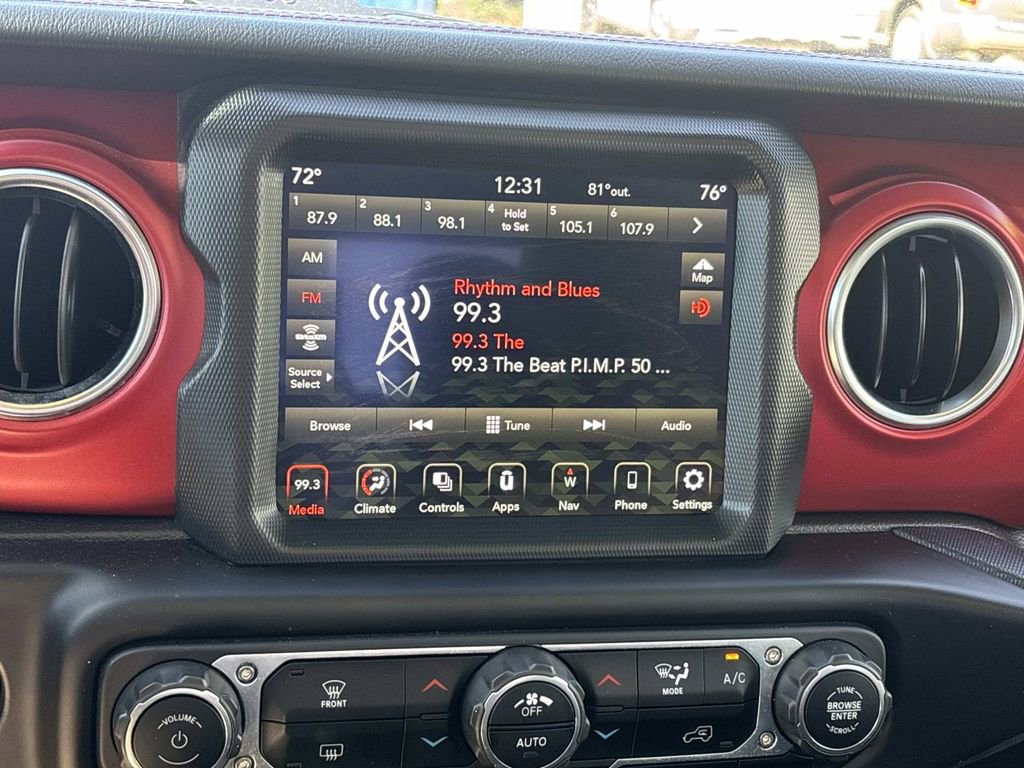 72°
12:31
81°out.
76°
1 87.9
2 88.1
3 98.1
4 Hold to Set
5 105.1
6 107.9
AM
FM
SiriusXM
Source Select
Rhythm and Blues
99.3
99.3 The
99.3 The Beat P.I.M.P. 50 ...
Map
HD
Browse
Tune
Audio
99.3
W
Media
Climate
Controls
Apps
Nav
Phone
Settings
FRONT
MODE
A/C
VOLUME
OFF
AUTO
TUNE
BROWSE
ENTER
SCROLL